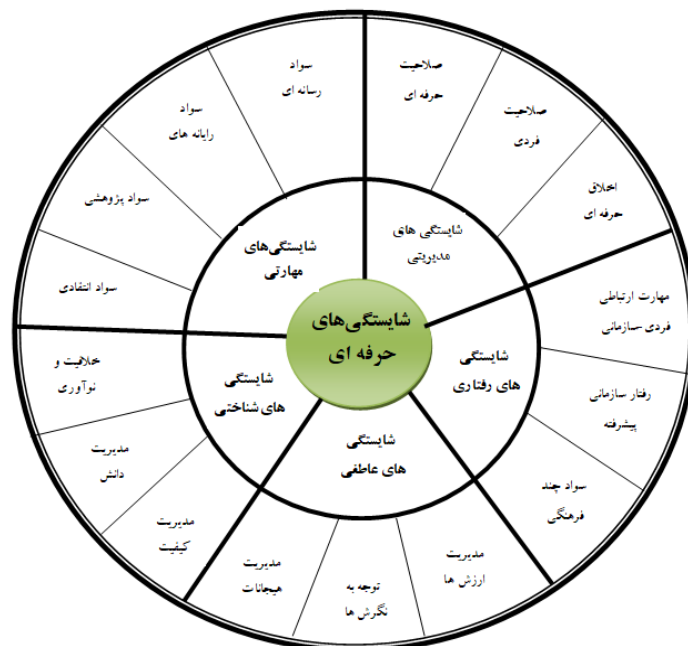 شایستگی‌های
حرفه ای
شایستگی های
مدیریتی
صلاحیت
حرفه ای
صلاحیت
فردی
اخلاق
حرفه ای
شایستگی
های رفتاری
مهارت ارتباطی
فردی-سازمانی
رفتار سازمانی
پیشرفته
سواد چند
فرهنگی
شایستگی
های عاطفی
مدیریت
ارزش ها
توجه به
نگرش ها
مدیریت
هیجانات
شایستگی
های شناختی
مدیریت
کیفیت
مدیریت
دانش
خلاقیت و
نوآوری
شایستگی‌های
مهارتی
سواد انتقادی
سواد پژوهشی
سواد
رایانه های
سواد
رسانه ای